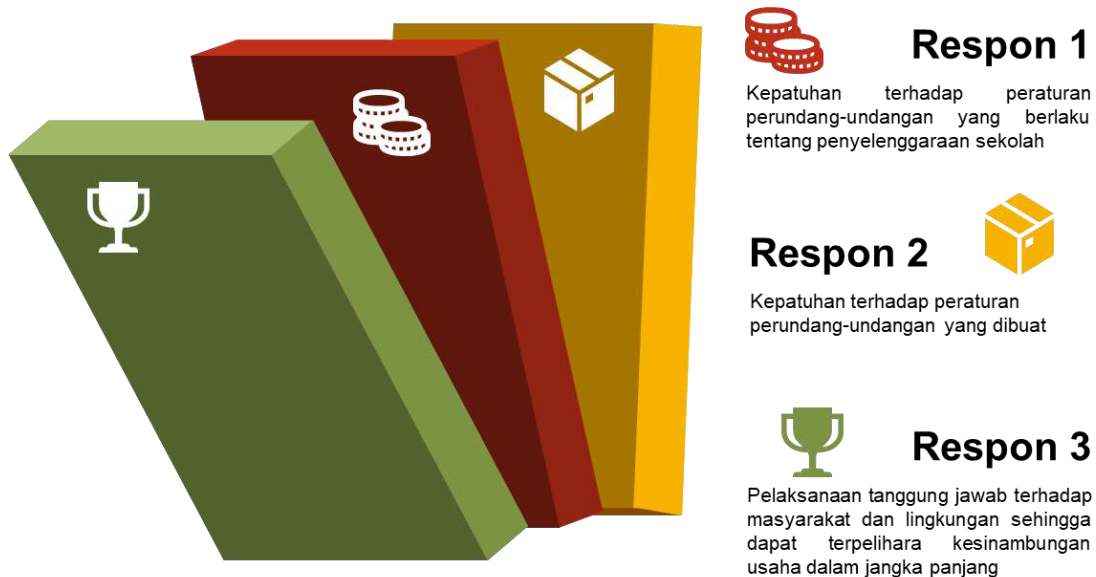 Respon 1
Kepatuhan terhadap peraturan
perundang-undangan yang berlaku
tentang penyelenggaraan sekolah
Respon 2
Kepatuhan terhadap peraturan
perundang-undangan yang dibuat
Respon 3
Pelaksanaan tanggung jawab terhadap
masyarakat dan lingkungan sehingga
dapat terpelihara kesinambungan
usaha dalam jangka panjang